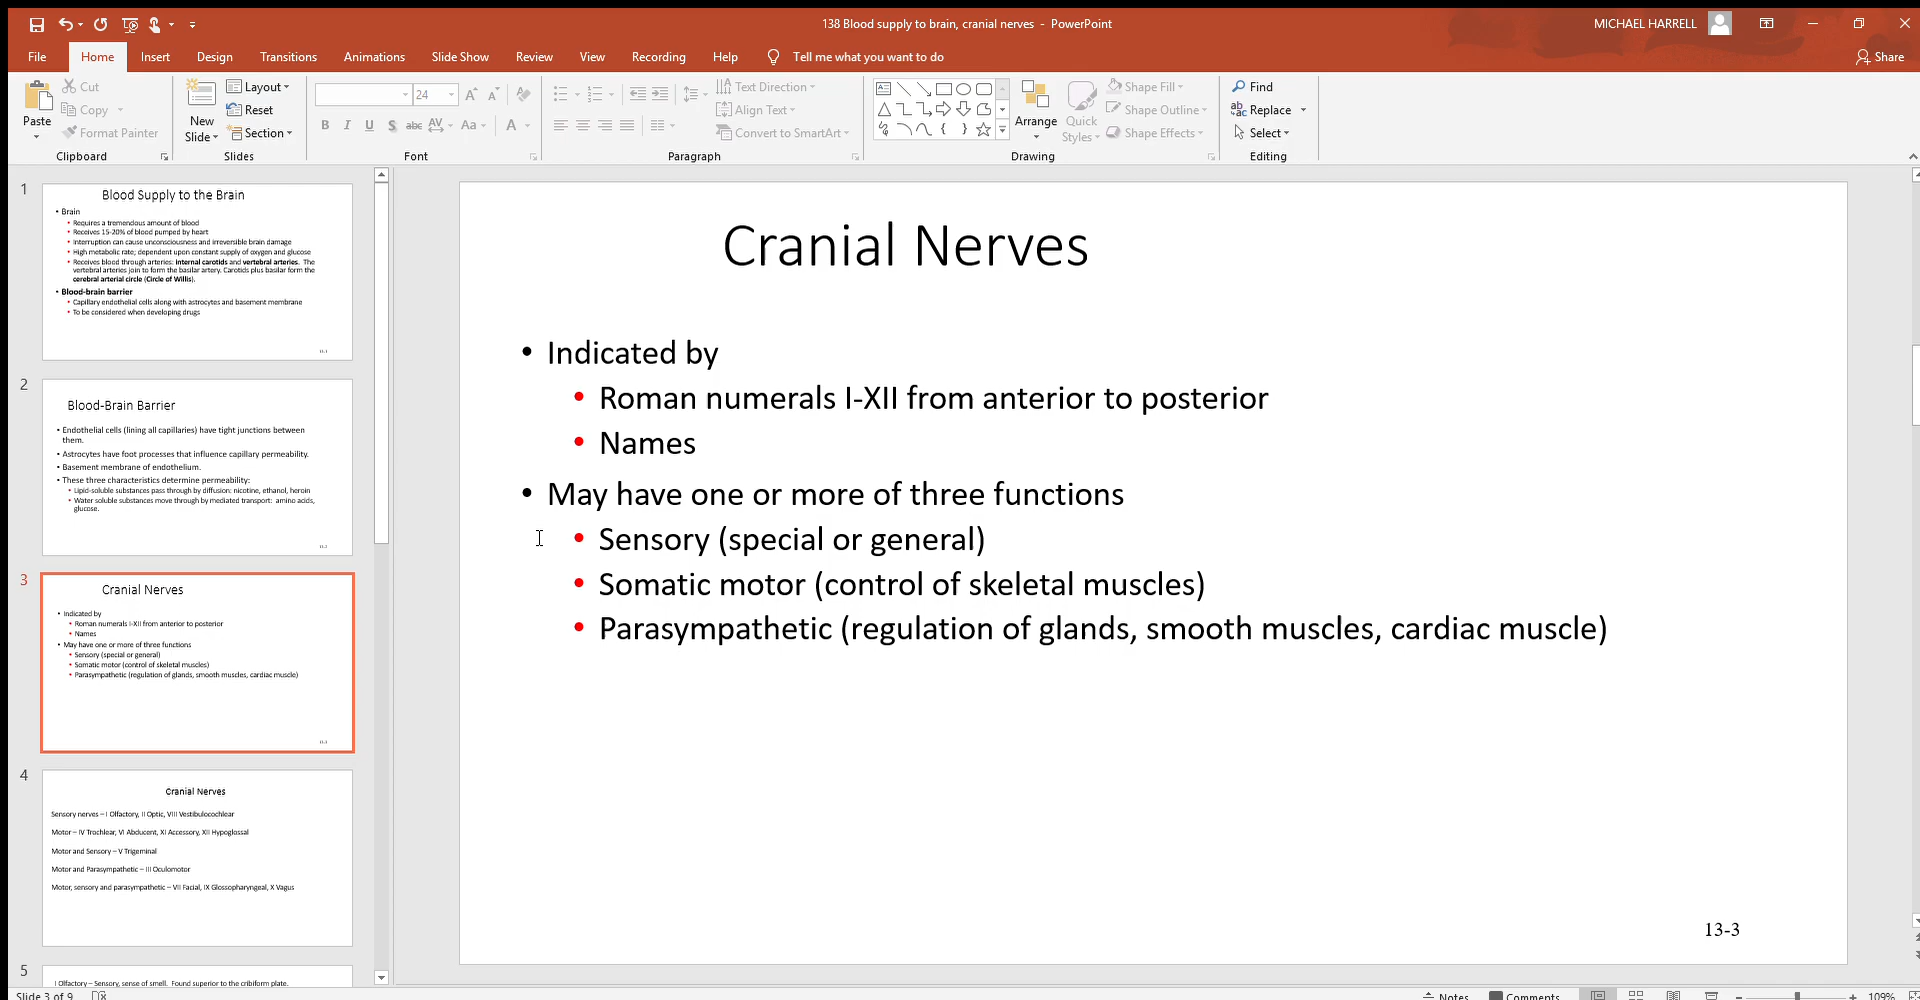 138 Blood supply to brain, cranial nerves - PowerPoint
MICHAEL HARRELL
File Home Insert Design Transitions Animations Slide Show Review View Recording Help Tell me what you want to do
Share
Paste
Cut
Copy
Format Painter
Clipboard
New
Slide
Layout
Reset
Section
Slides
24
B I U S abc AV Aa A
Font
Text Direction
Align Text
Convert to SmartArt
Paragraph
Arrange
Quick
Styles
Shape Fill
Shape Outline
Shape Effects
Drawing
Find
Replace
Select
Editing
1
Blood Supply to the Brain
• Brain
• Requires a tremendous amount of blood
• Receives 15-20% of blood pumped by heart
• Interruption can cause unconsciousness and irreversible brain damage
• High metabolic rate; dependent upon constant supply of oxygen and glucose
• Receives blood through arteries: internal carotids and vertebral arteries. The
vertebral arteries join to form the basilar artery. Carotids plus basilar form the
cerebral arterial circle (Circle of Willis).
• Blood-brain barrier
• Capillary endothelial cells along with astrocytes and basement membrane
• To be considered when developing drugs
2
Blood-Brain Barrier
• Endothelial cells (lining all capillaries) have tight junctions between
them.
• Astrocytes have foot processes that influence capillary permeability.
• Basement membrane of endothelium.
• These three characteristics determine permeability:
• Lipid-soluble substances pass through by diffusion: nicotine, ethanol, heroin
• Water soluble substances move through by mediated transport: amino acids,
glucose.
3
Cranial Nerves
• Indicated by
• Roman numerals I-XII from anterior to posterior
• Names
• May have one or more of three functions
• Sensory (special or general)
• Somatic motor (control of skeletal muscles)
• Parasympathetic (regulation of glands, smooth muscles, cardiac muscle)
4
Cranial Nerves
Sensory nerves – I Olfactory, II Optic, VIII Vestibulocochlear
Motor – IV Trochlear, VI Abducent, XI Accessory, XII Hypoglossal
Motor and Sensory – V Trigeminal
Motor and Parasympathetic – III Oculomotor
Motor, sensory and parasympathetic – VII Facial, IX Glossopharyngeal, X Vagus
5
I Olfactory – Sensory, sense of smell. Found superior to the cribiform plate.
Cranial Nerves
• Indicated by
• Roman numerals I-XII from anterior to posterior
• Names
• May have one or more of three functions
• Sensory (special or general)
• Somatic motor (control of skeletal muscles)
• Parasympathetic (regulation of glands, smooth muscles, cardiac muscle)
13-3
Slide 3 of 9
Notes
Comments
109%